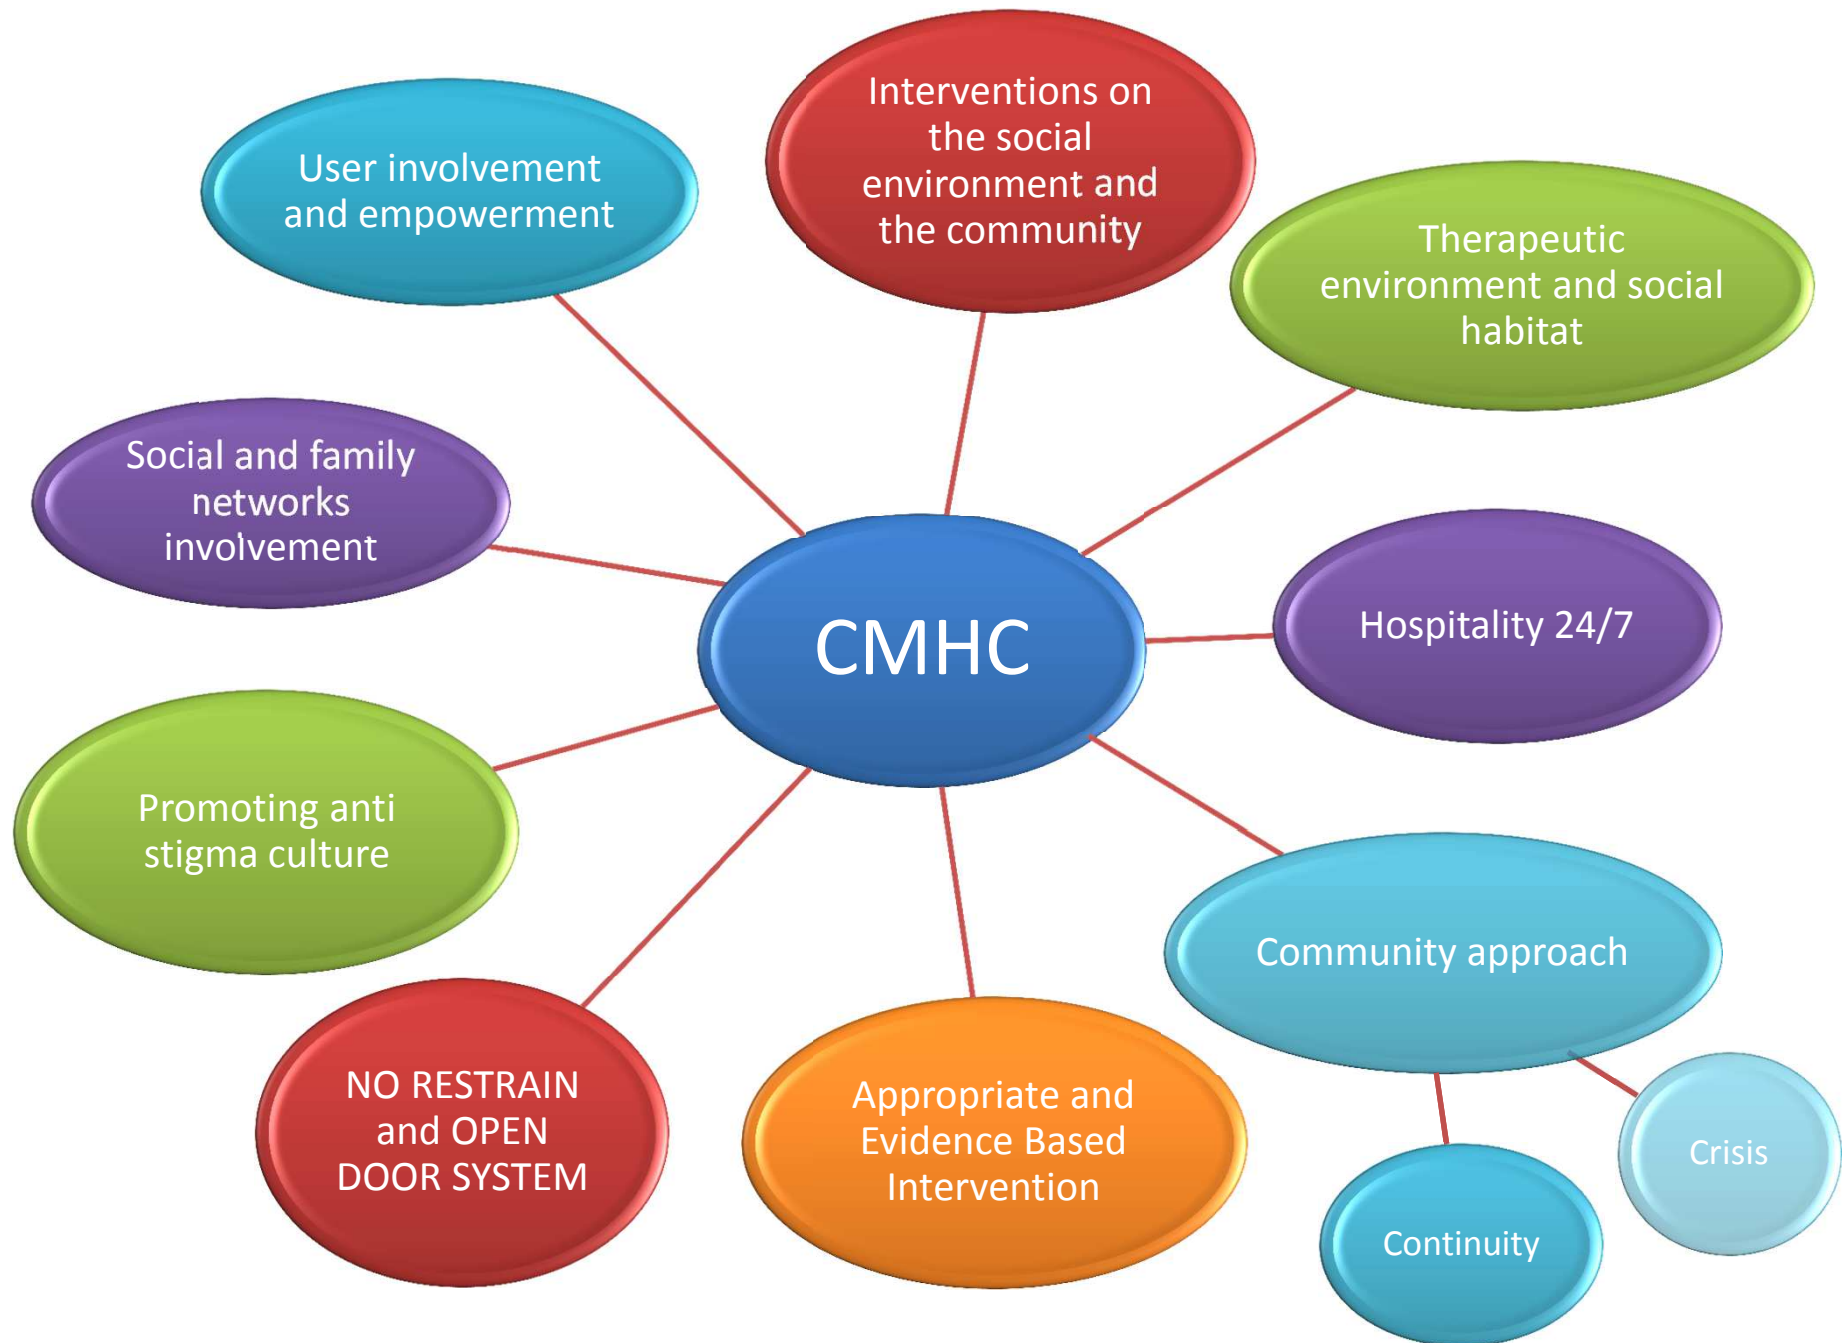 Interventions on
the social
environment and
the community
User involvement
and empowerment
Therapeutic
environment and social
habitat
Social and family
networks
involvement
CMHC
Hospitality 24/7
Promoting anti
stigma culture
Community approach
NO RESTRAIN
and OPEN
DOOR SYSTEM
Appropriate and
Evidence Based
Intervention
Crisis
Continuity